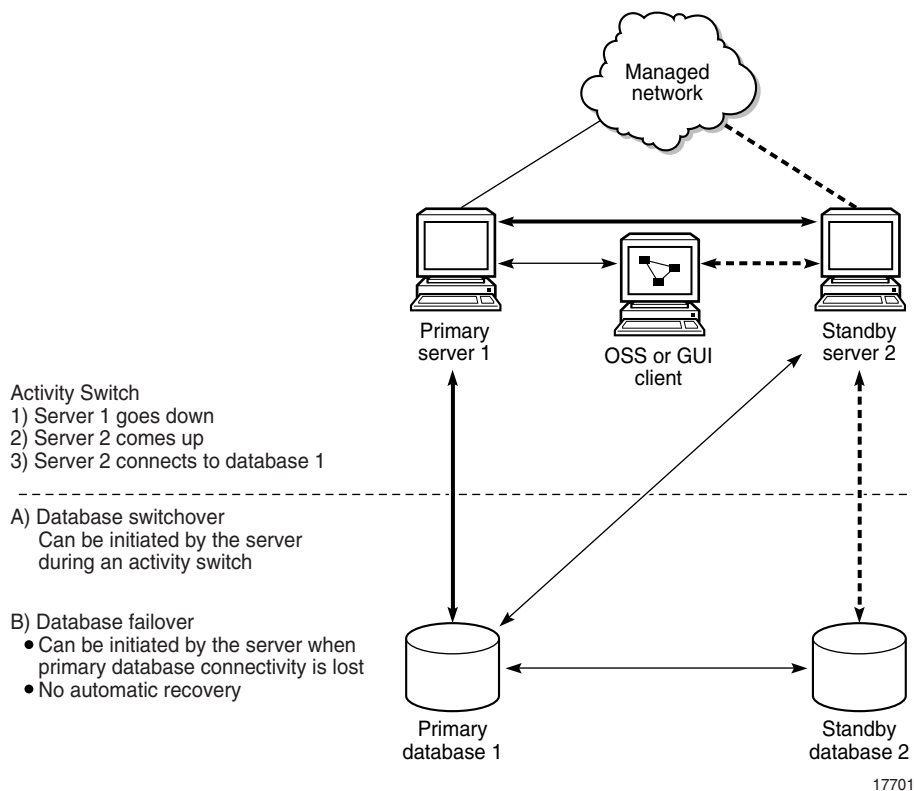 Managed
network
Primary
server 1
OSS or GUI
client
Standby
server 2
Activity Switch
1) Server 1 goes down
2) Server 2 comes up
3) Server 2 connects to database 1
A) Database switchover
Can be initiated by the server
during an activity switch
B) Database failover
• Can be initiated by the server when
primary database connectivity is lost
• No automatic recovery
Primary
database 1
Standby
database 2
17701